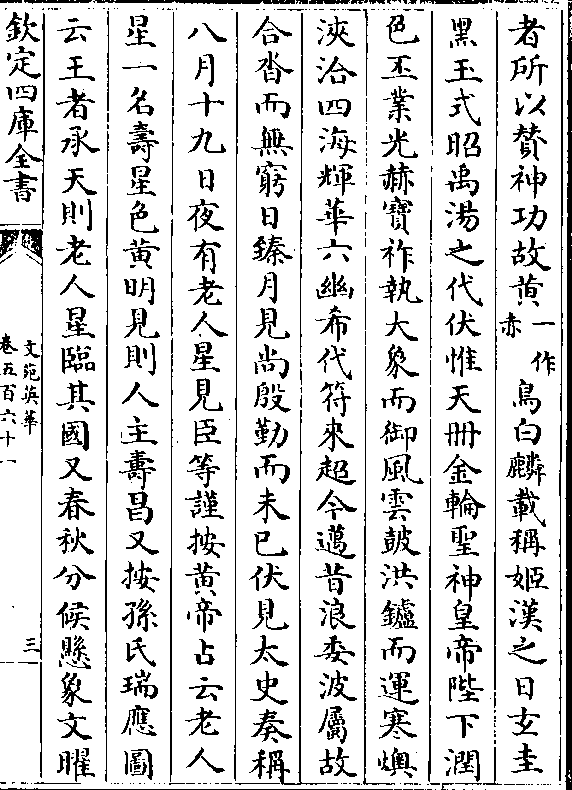 者所以賛神功故黄一作赤鳥白麟載稱姬漢之日玄圭
黑玉式昭禹湯之代伏惟天冊金輪聖神皇帝陛下潤
色丕業光赫寳祚執大象而御風雲鼓洪鑪而運寒燠
浹洽四海輝華六幽希代符來超今邁昔浪委波屬故
合沓而無窮日臻月見尚殷勤而未已伏見太史奏稱
八月十九日夜有老人星見臣等謹按黄帝占云老人
星一名夀星色黄明見則人主夀昌又按孫氏瑞應圖
云王者承天則老人星臨其國又春秋分候懸象文曜
欽定四庫全書
文苑英華
卷五百六十一
三